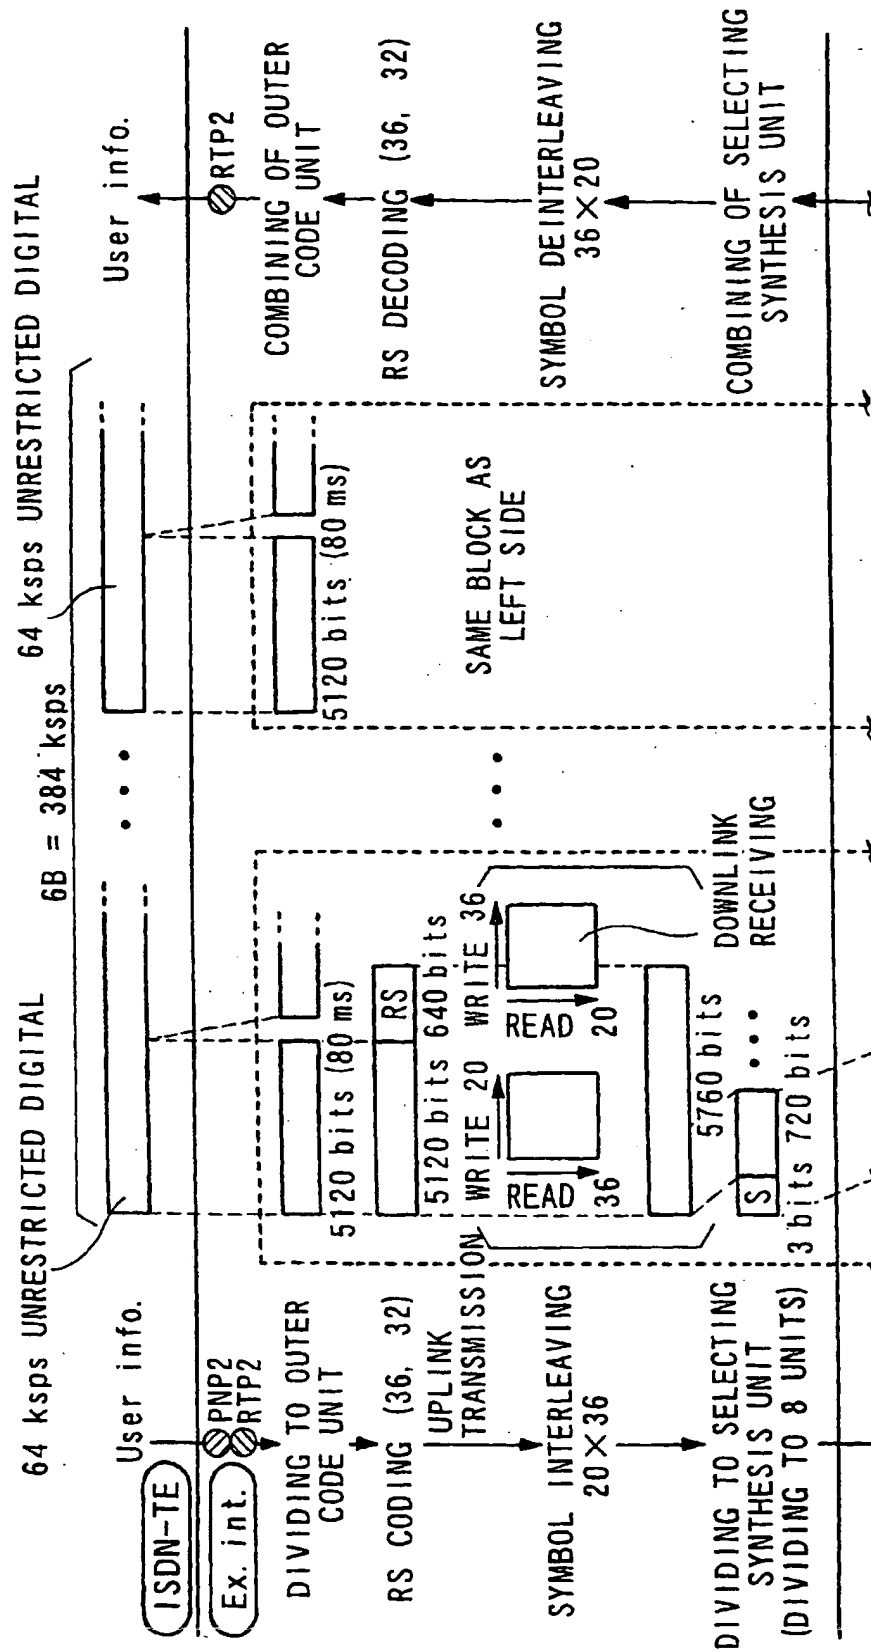 64 ksps UNRESTRICTED DIGITAL
6B = 384 ksps
64 ksps UNRESTRICTED DIGITAL
ISDN-TE
User info.
User info.
Ex. int.
PNP2
RTP2
RTP2
DIVIDING TO OUTER
CODE UNIT
5120 bits (80 ms)
5120 bits (80 ms)
COMBINING OF OUTER
CODE UNIT
RS CODING (36, 32)
RS
5120 bits 640 bits
RS DECODING (36, 32)
UPLINK
TRANSMISSION
WRITE 20
WRITE 36
READ
READ
36
20
SAME BLOCK AS
LEFT SIDE
SYMBOL INTERLEAVING
20×36
SYMBOL DEINTERLEAVING
36×20
5760 bits
DOWNLINK
RECEIVING
DIVIDING TO SELECTING
SYNTHESIS UNIT
(DIVIDING TO 8 UNITS)
S
3 bits 720 bits
COMBINING OF SELECTING
SYNTHESIS UNIT